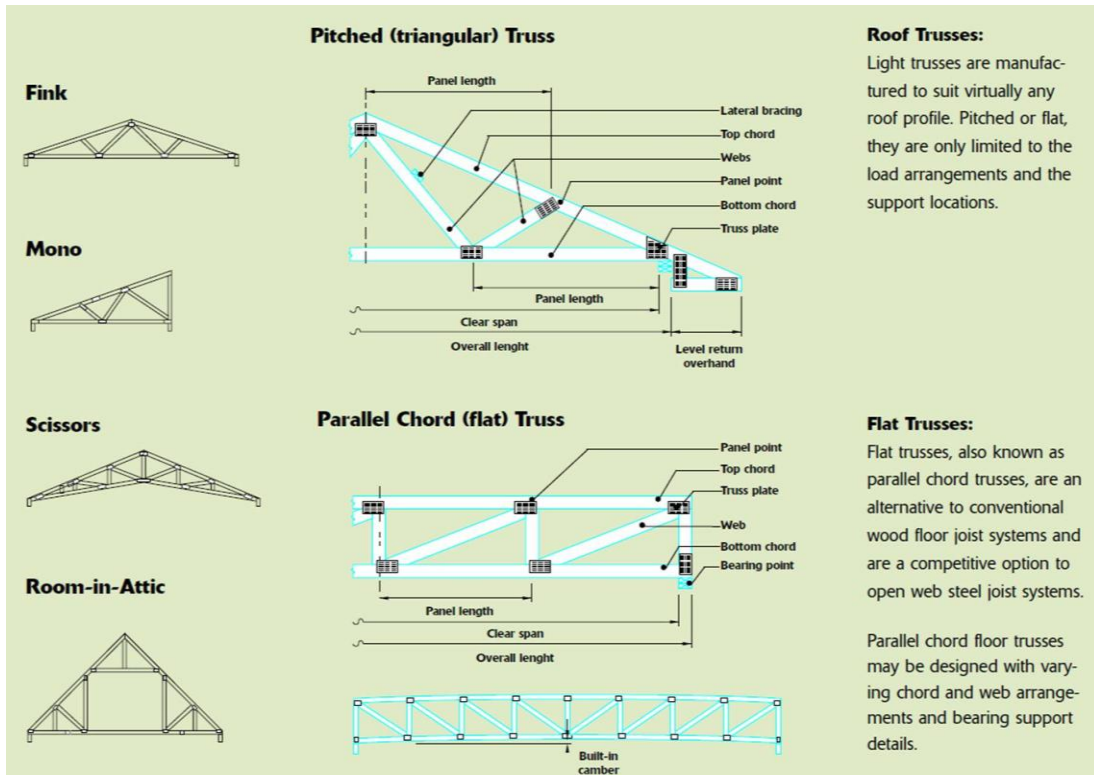 Fink
Mono
Scissors
Room-in-Attic
Pitched (triangular) Truss
Panel length
Lateral bracing
Top chord
Webs
Panel point
Bottom chord
Truss plate
Panel length
Clear span
Overall lenght
Level return
overhand
Parallel Chord (flat) Truss
Panel point
Top chord
Truss plate
Web
Bottom chord
Bearing point
Panel length
Clear span
Overall lenght
Built-in
camber
Roof Trusses:
Light trusses are manufac-
tured to suit virtually any
roof profile. Pitched or flat,
they are only limited to the
load arrangements and the
support locations.
Flat Trusses:
Flat trusses, also known as
parallel chord trusses, are an
alternative to conventional
wood floor joist systems and
are a competitive option to
open web steel joist systems.
Parallel chord floor trusses
may be designed with vary-
ing chord and web arrange-
ments and bearing support
details.